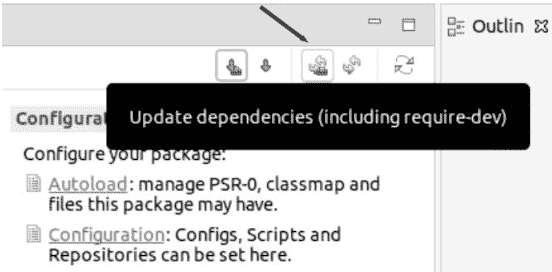 Outlin
Update dependencies (including require-dev)
Configurat
Configure your package:
Autoload: manage PSR-0, classmap and
files this package may have.
Configuration: Configs, Scripts and
Repositories can be set here.